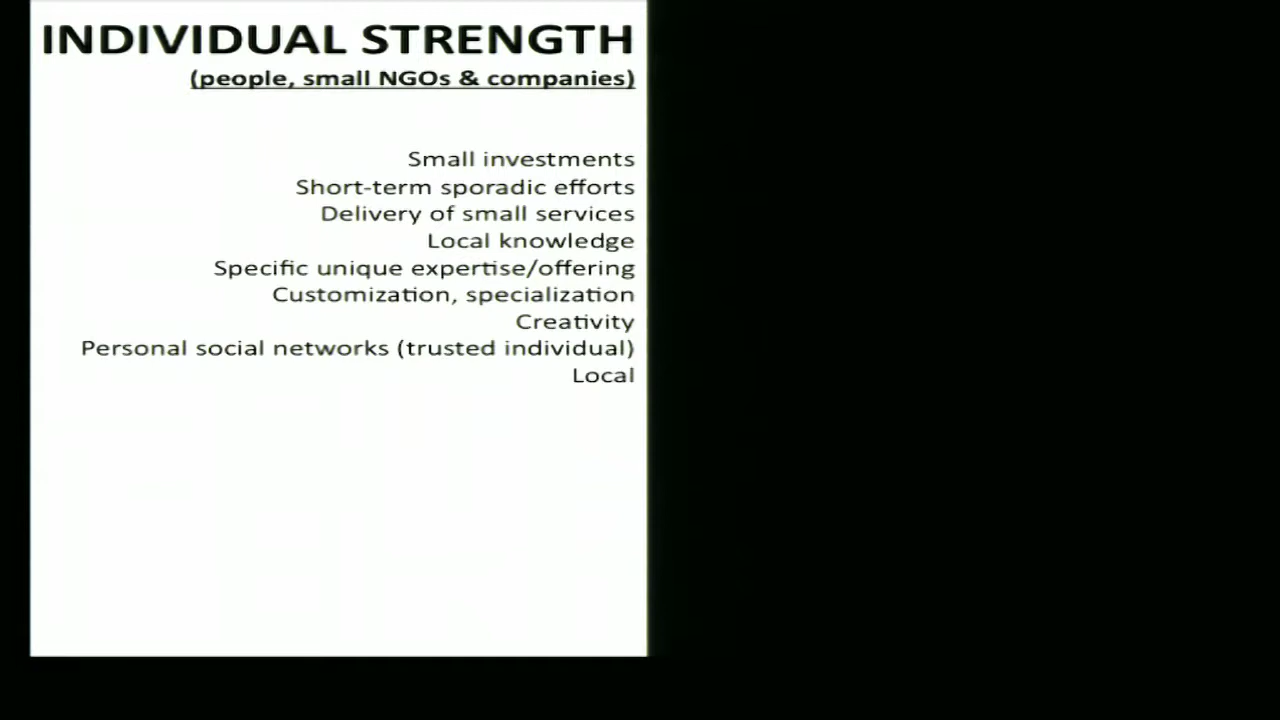 INDIVIDUAL STRENGTH
(people, small NGOs & companies)
Small investments
Short-term sporadic efforts
Delivery of small services
Local knowledge
Specific unique expertise/offering
Customization, specialization
Creativity
Personal social networks (trusted individual)
Local